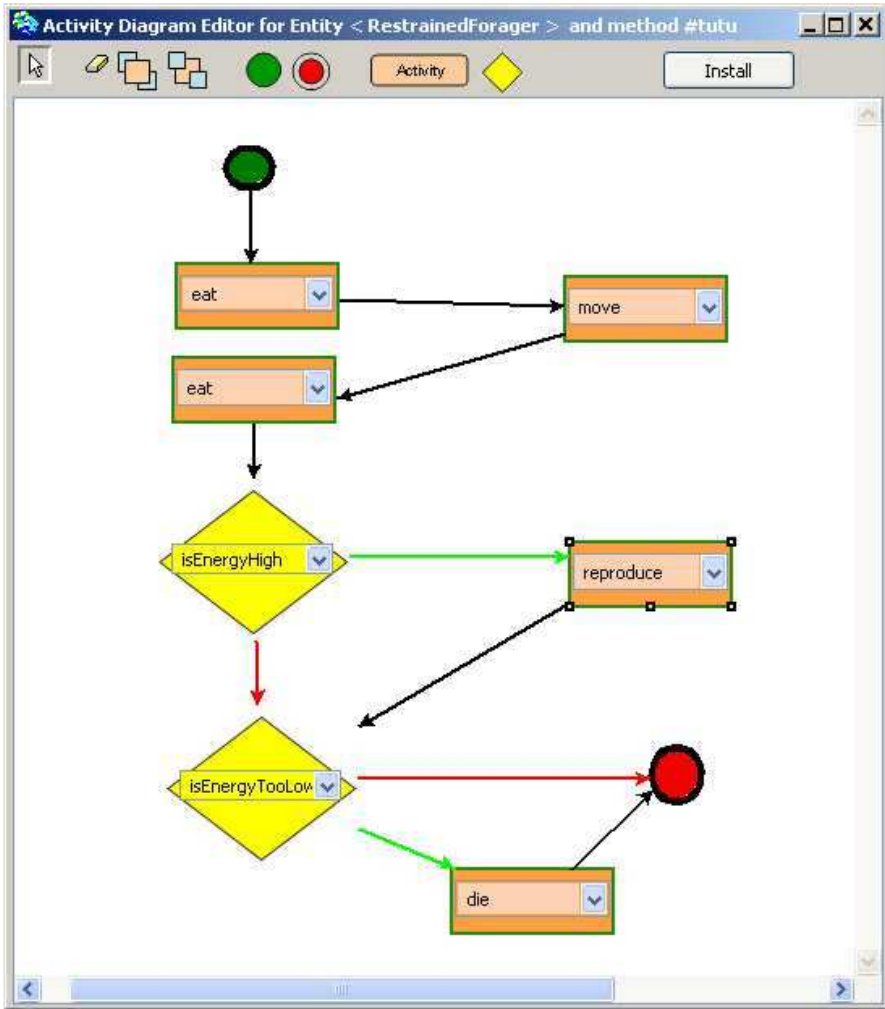 Activity Diagram Editor for Entity < RestrainedForager > and method #tutu
Activity
Install
eat
move
eat
isEnergyHigh
reproduce
isEnergyTooLow
die